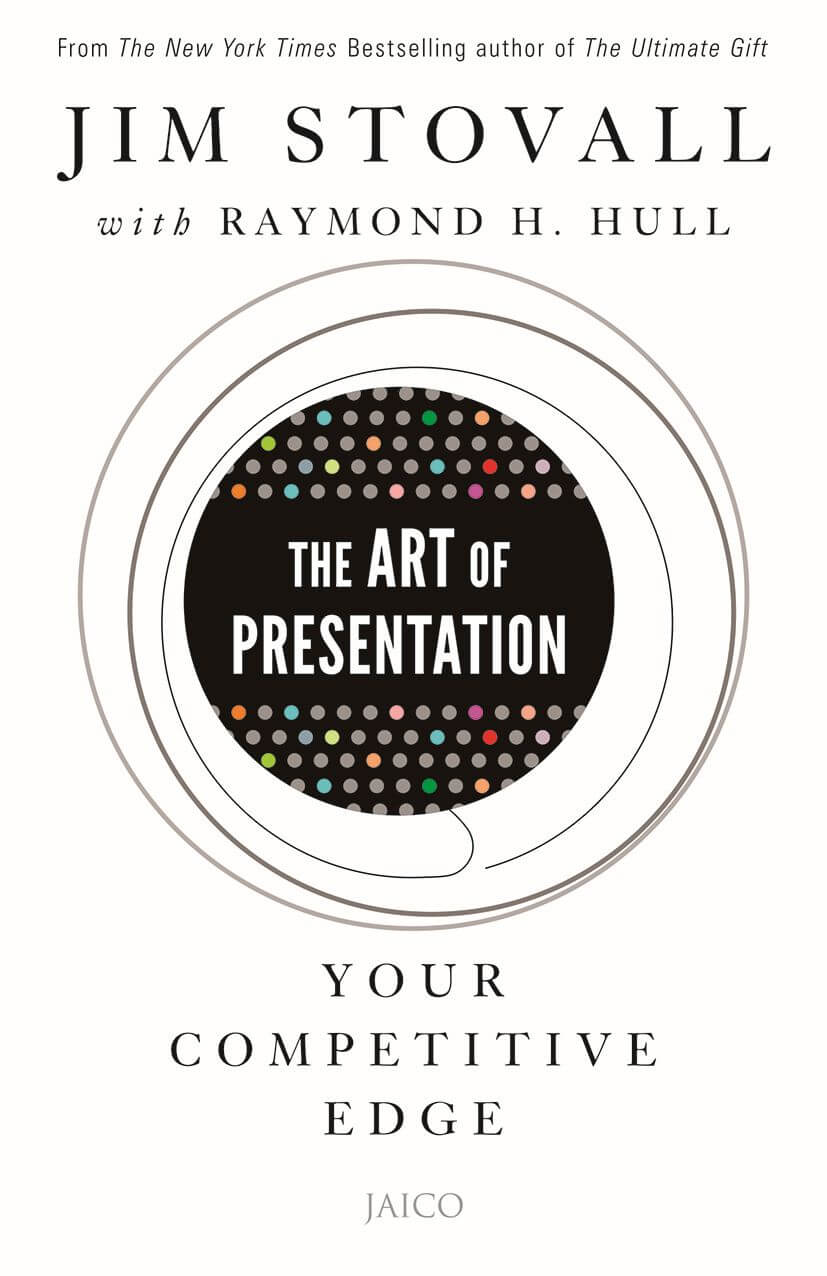 From The New York Times Bestselling author of The Ultimate Gift
JIM STOVALL
with RAYMOND H. HULL
THE ART OF
PRESENTATION
YOUR
COMPETITIVE
EDGE
JAICO